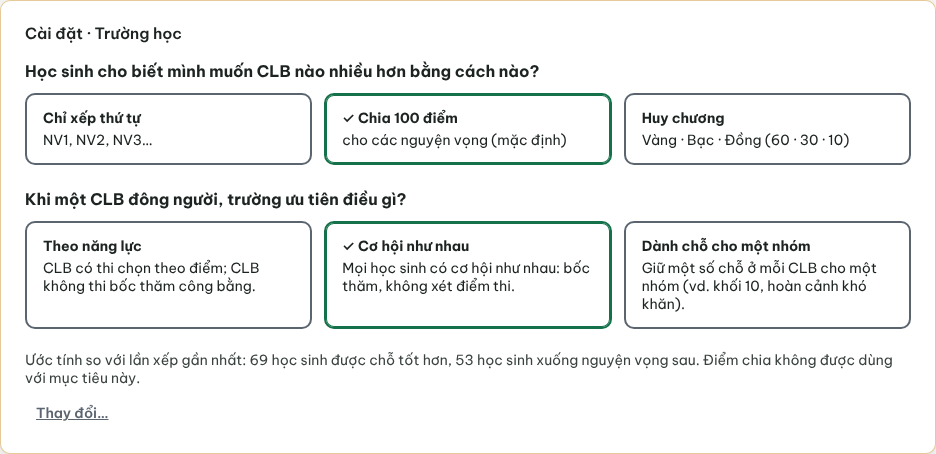 Cài đặt · Trường học
Học sinh cho biết mình muốn CLB nào nhiều hơn bằng cách nào?
Chỉ xếp thứ tự
NV1, NV2, NV3...
✓ Chia 100 điểm
cho các nguyện vọng (mặc định)
Huy chương
Vàng · Bạc · Đồng (60 · 30 · 10)
Khi một CLB đông người, trường ưu tiên điều gì?
Theo năng lực
CLB có thi chọn theo điểm; CLB
không thi bốc thăm công bằng.
✓ Cơ hội như nhau
Mọi học sinh có cơ hội như nhau: bốc
thăm, không xét điểm thi.
Dành chỗ cho một nhóm
Giữ một số chỗ ở mỗi CLB cho một
nhóm (vd. khối 10, hoàn cảnh khó
khăn).
Ước tính so với lần xếp gần nhất: 69 học sinh được chỗ tốt hơn, 53 học sinh xuống nguyện vọng sau. Điểm chia không được dùng
với mục tiêu này.
Thay đổi...